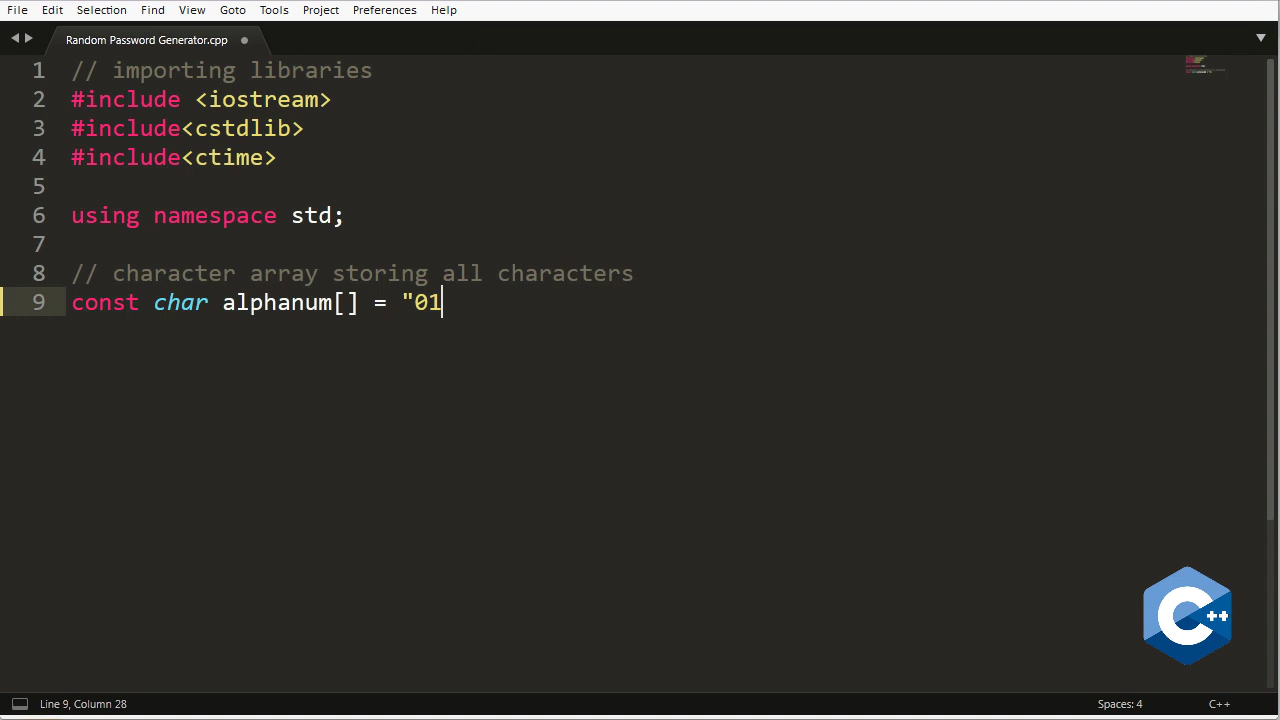 File Edit Selection Find View Goto Tools Project Preferences Help
Random Password Generator.cpp
1 // importing libraries
2 #include <iostream>
3 #include<cstdlib>
4 #include<ctime>
5
6 using namespace std;
7
8 // character array storing all characters
9 const char alphanum[] = "01
C++
Line 9, Column 28 Spaces: 4 C++